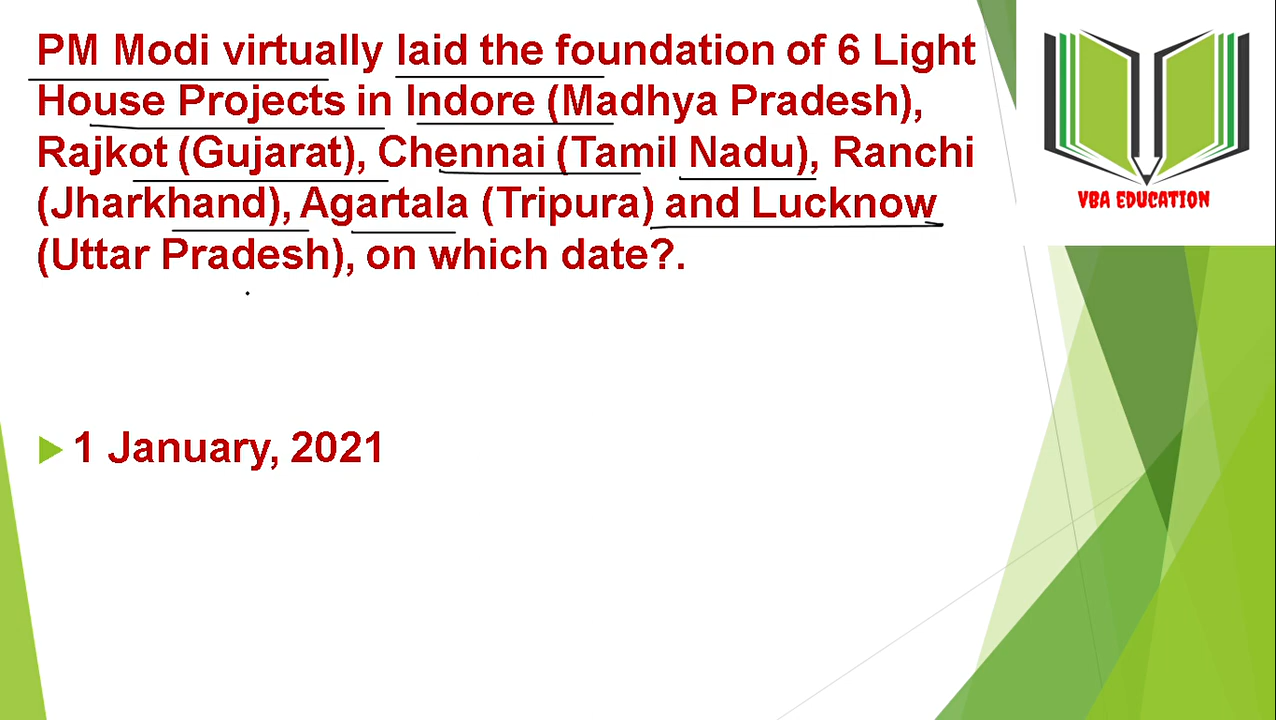 PM Modi virtually laid the foundation of 6 Light
House Projects in Indore (Madhya Pradesh),
Rajkot (Gujarat), Chennai (Tamil Nadu), Ranchi
(Jharkhand), Agartala (Tripura) and Lucknow
(Uttar Pradesh), on which date?.
1 January, 2021
VBA EDUCATION